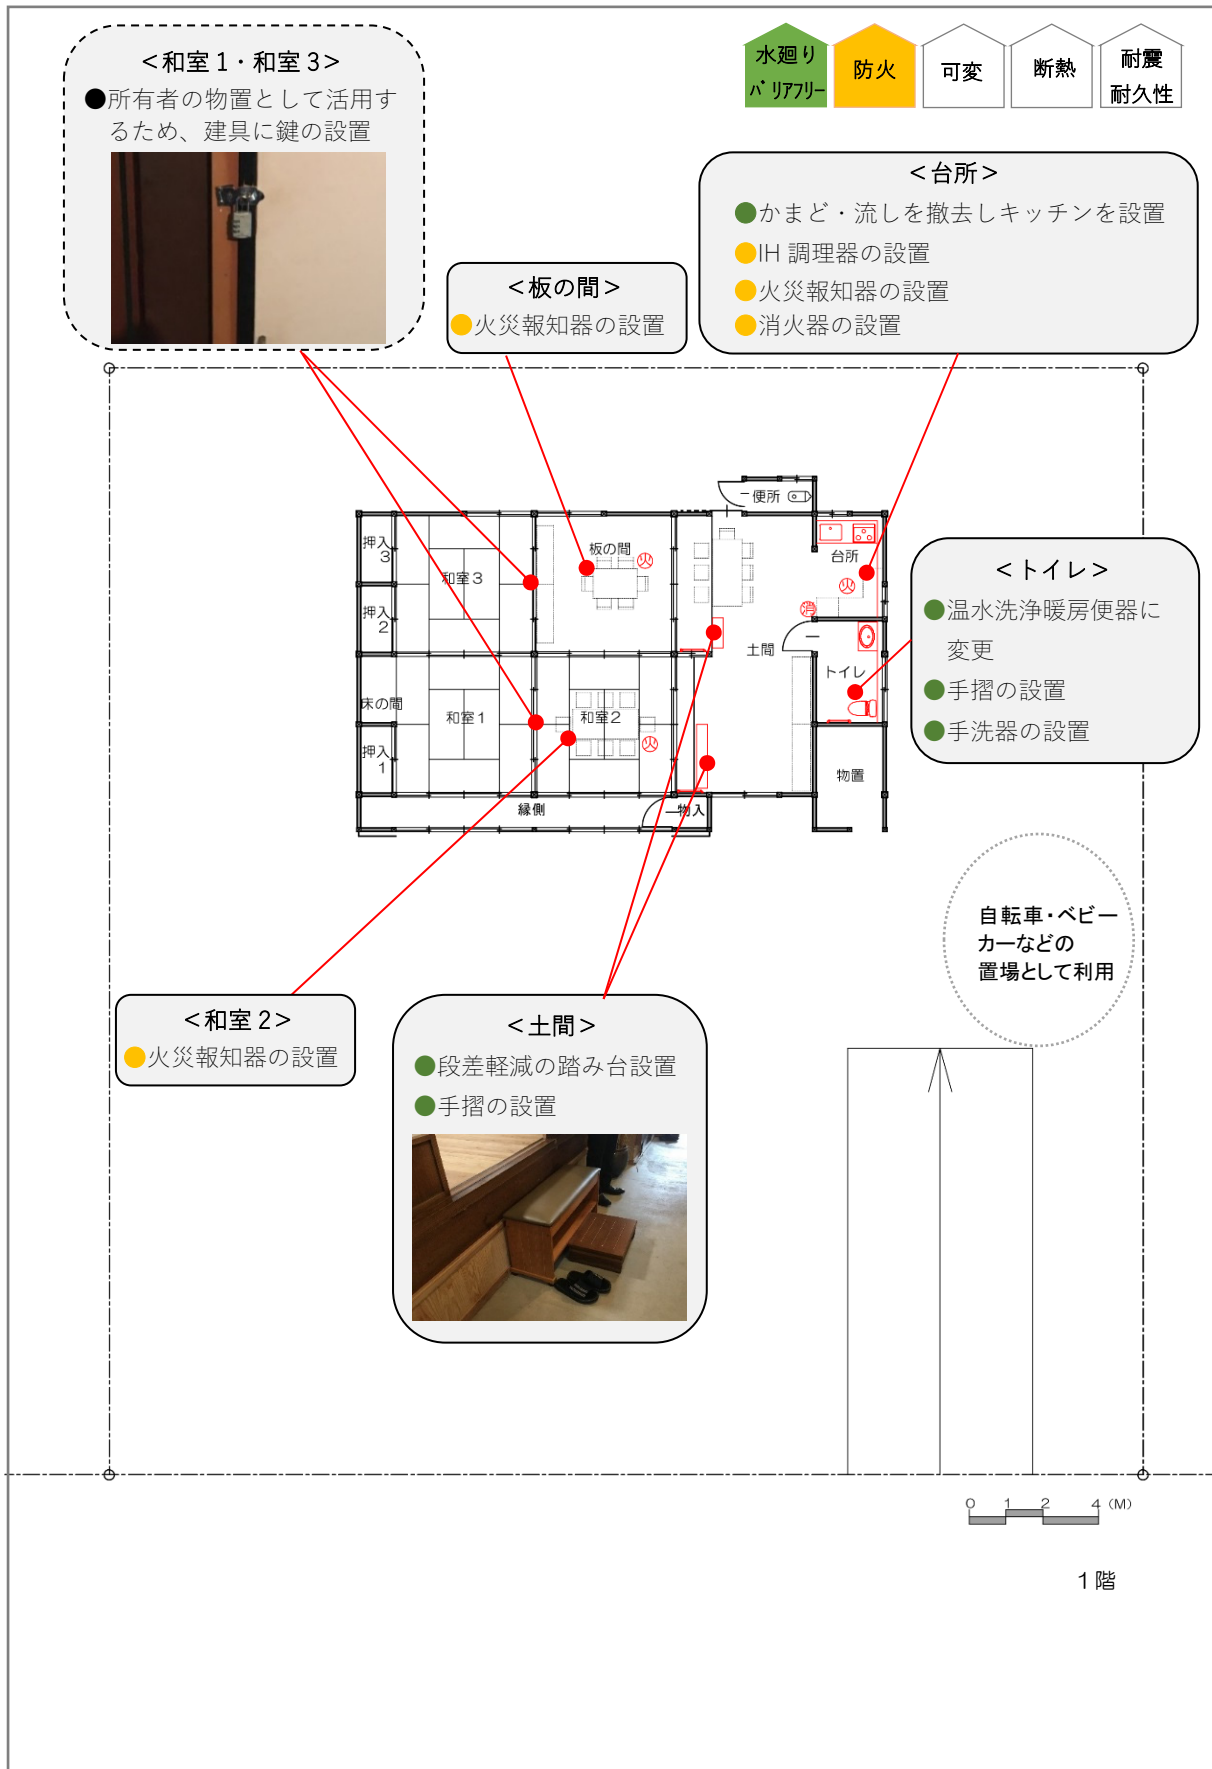 ＜和室１・和室３＞
●所有者の物置として活用す
るため、建具に鍵の設置
水廻り
バリアフリー
防火
可変
断熱
耐震
耐久性
＜台所＞
●かまど・流しを撤去しキッチンを設置
●IH 調理器の設置
●火災報知器の設置
●消火器の設置
＜板の間＞
●火災報知器の設置
便所
押入
3
和室3
板の間
火
台所
火
押入
2
消
土間
トイレ
床の間
和室1
和室2
火
押入
1
物置
縁側
物入
＜トイレ＞
●温水洗浄暖房便器に
変更
●手摺の設置
●手洗器の設置
自転車・ベビー
カーなどの
置場として利用
＜和室２＞
●火災報知器の設置
＜土間＞
●段差軽減の踏み台設置
●手摺の設置
0 1 2 4 (M)
１階